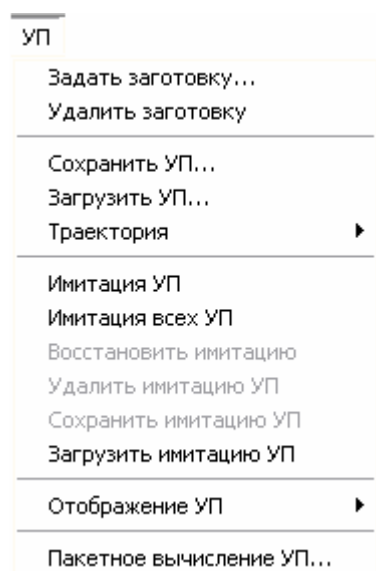 УП
Задать заготовку...
Удалить заготовку
Сохранить УП...
Загрузить УП...
Траектория
Имитация УП
Имитация всех УП
Восстановить имитацию
Удалить имитацию УП
Сохранить имитацию УП
Загрузить имитацию УП
Отображение УП
Пакетное вычисление УП...